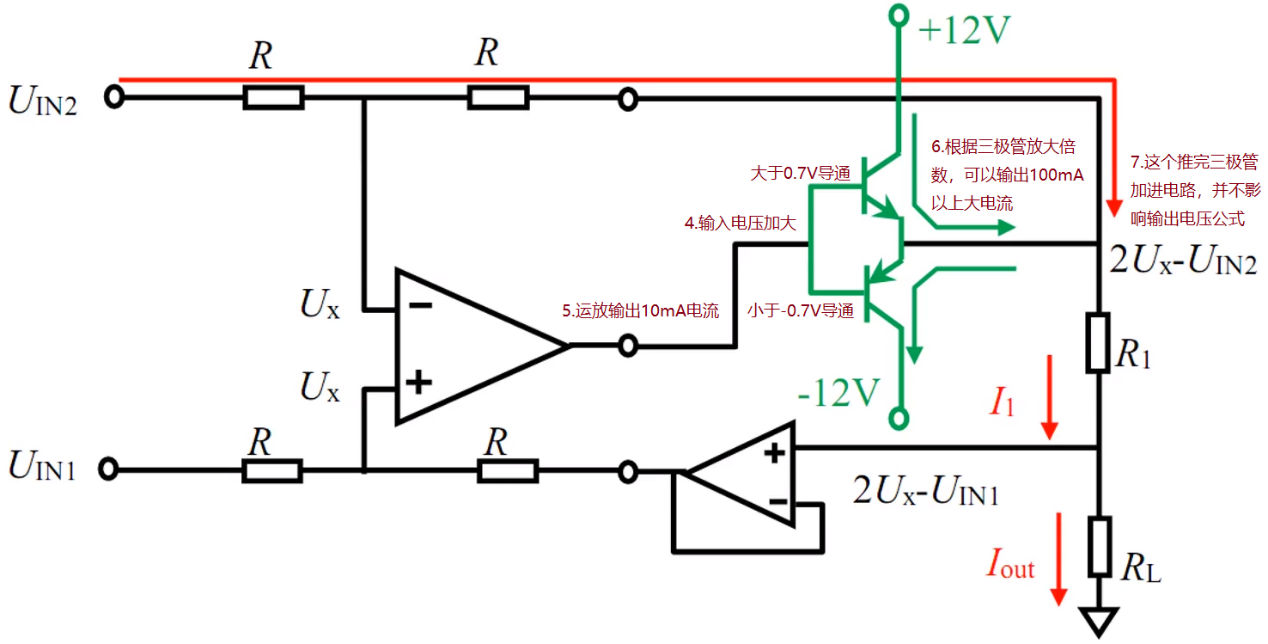 +12V
R
R
U_IN2
大于0.7V导通
6.根据三极管放大倍
数，可以输出100mA
以上大电流
7.这个推完三极管
加进电路，并不影
响输出电压公式
4.输入电压加大
2U_x-U_IN2
U_x
−
5.运放输出10mA电流
小于-0.7V导通
R_1
U_x
+
-12V
I_1
R
R
U_IN1
+
−
2U_x-U_IN1
I_out
R_L